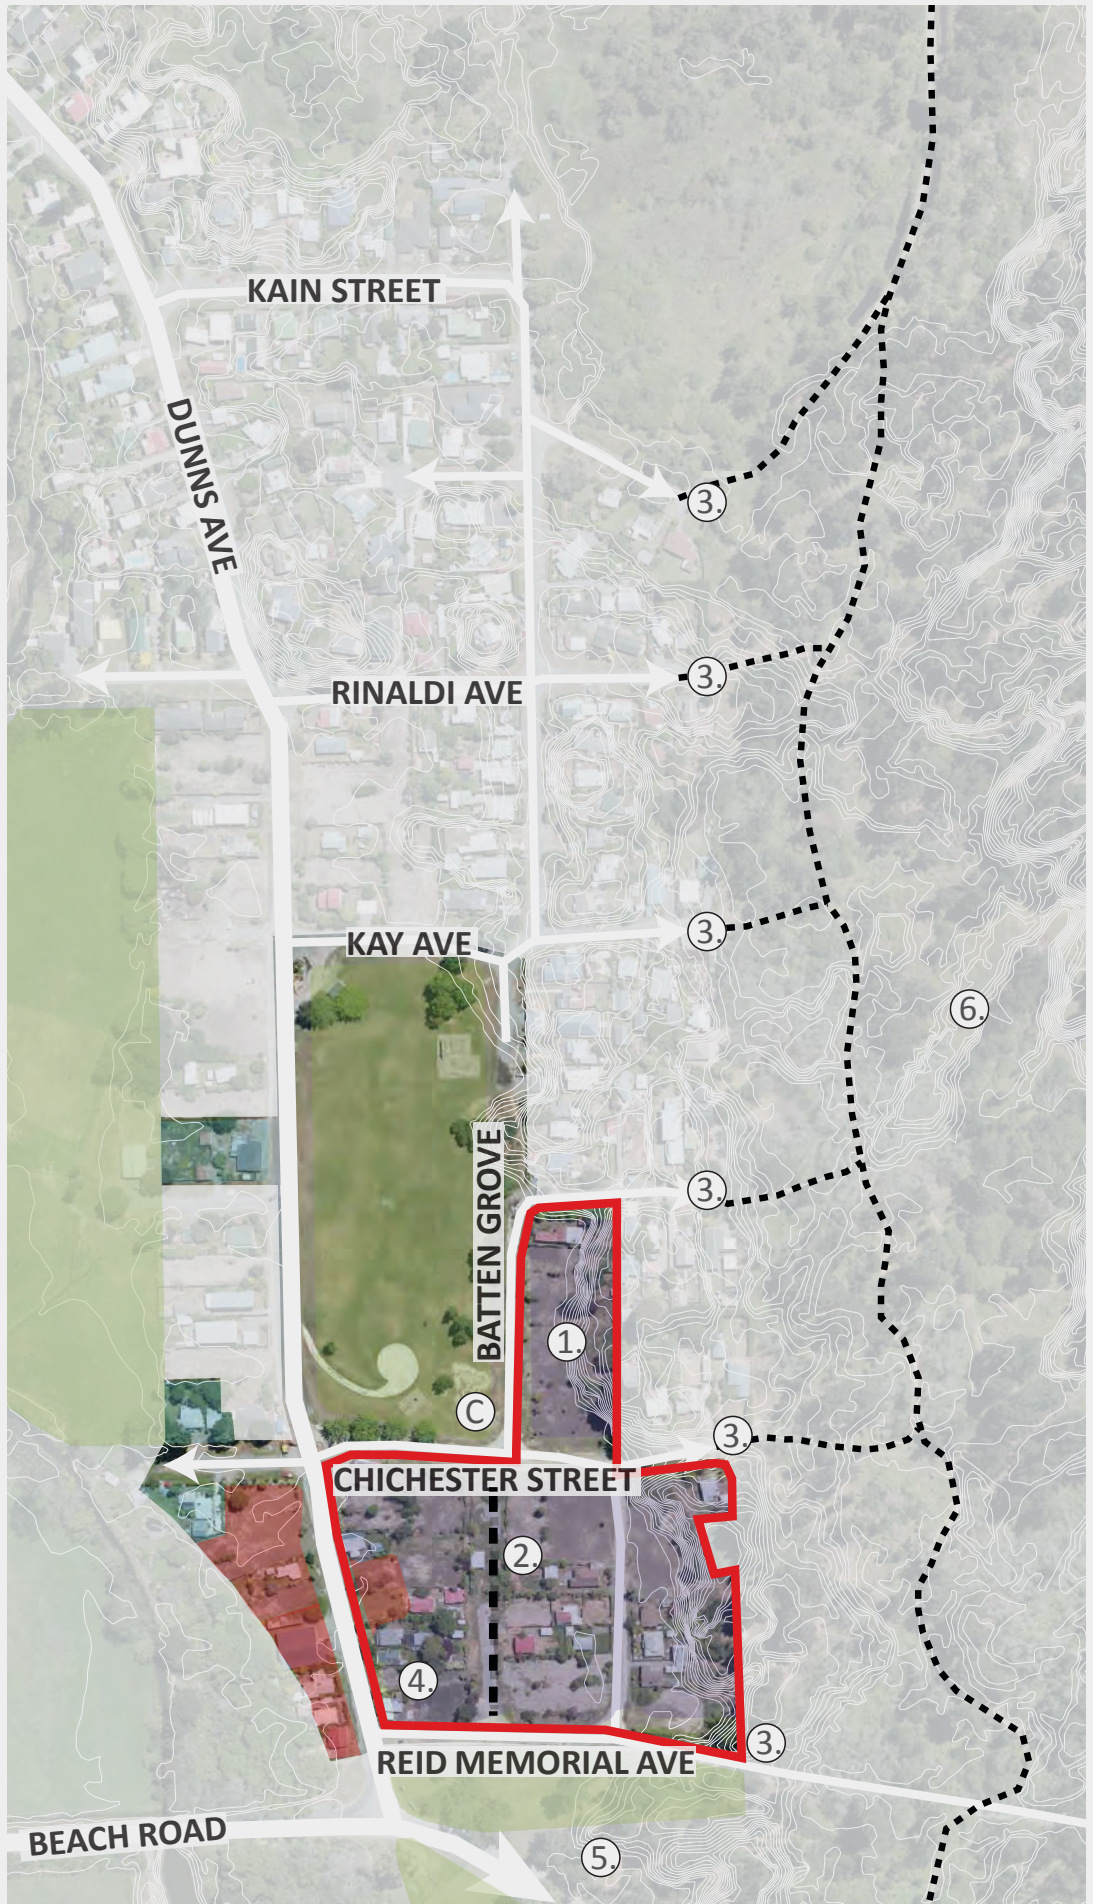 KAIN STREET
DUNNS AVE
3.
3.
RINALDI AVE
3.
KAY AVE
6.
BATTEN GROVE
3.
1.
C
3.
CHICHESTER STREET
2.
4.
3.
REID MEMORIAL AVE
BEACH ROAD
5.